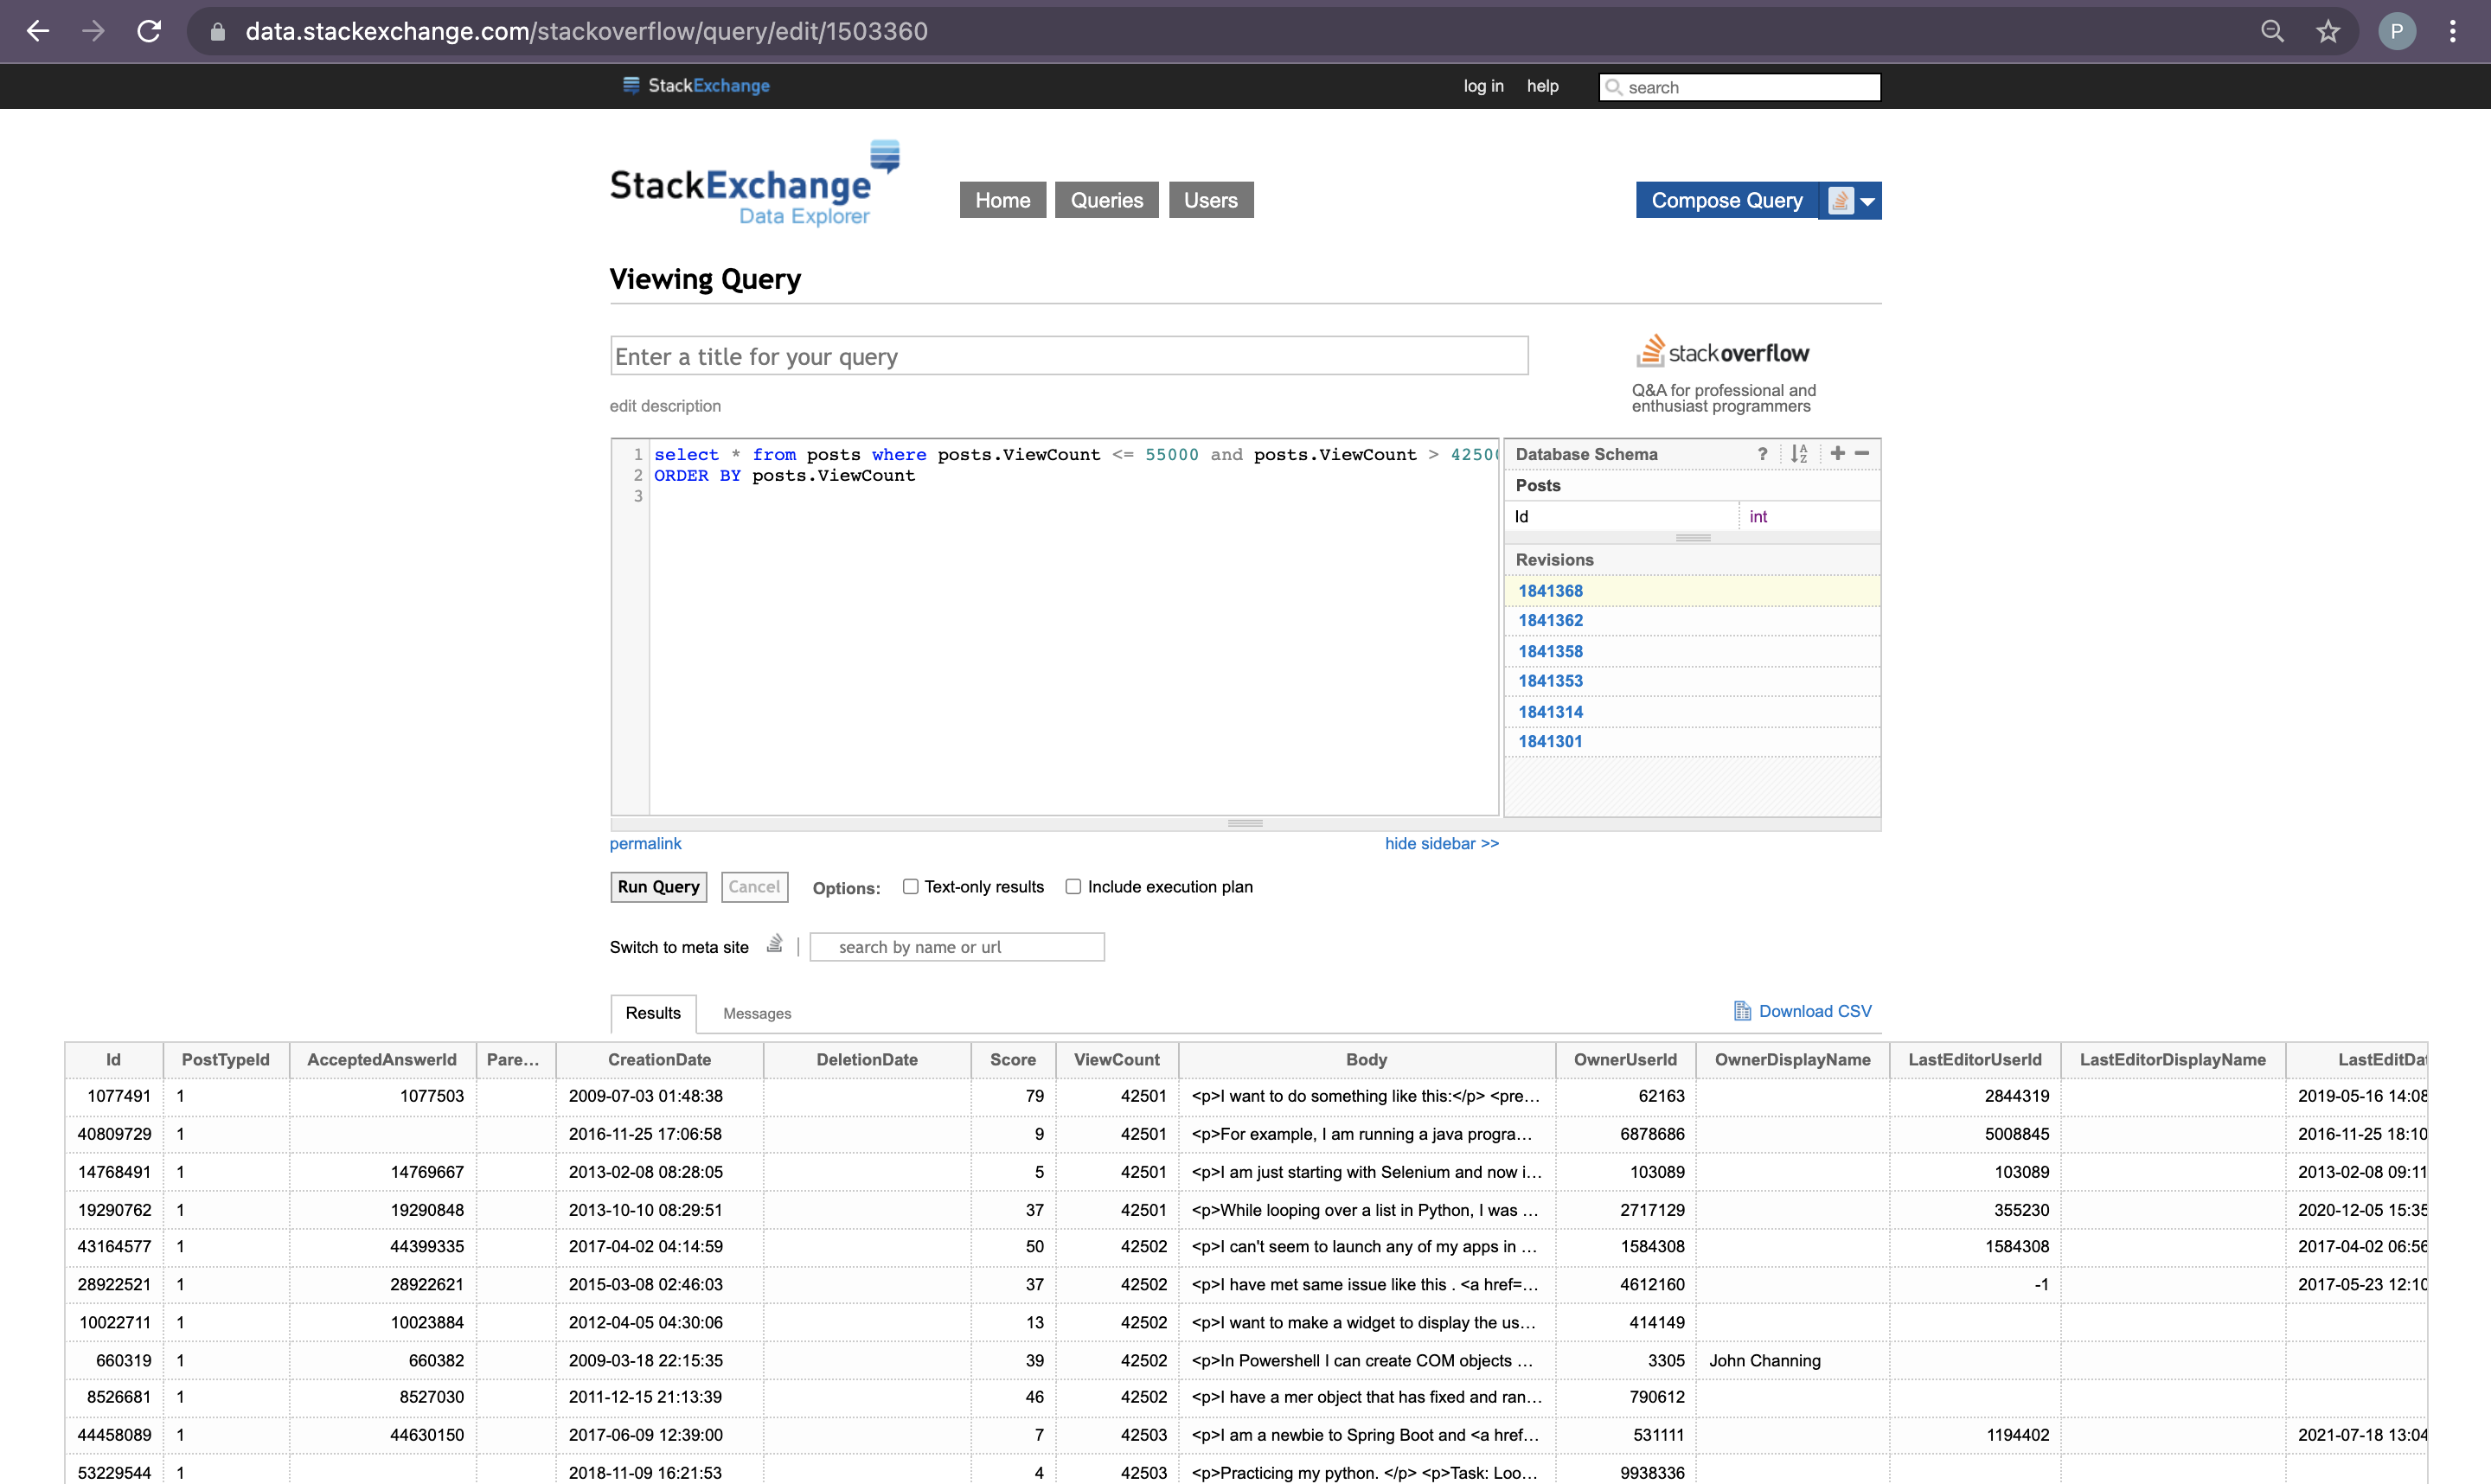 data.stackexchange.com/stackoverflow/query/edit/1503360
P
StackExchange
log in help
search
StackExchange
Data Explorer
Home Queries Users
Compose Query
Viewing Query
Enter a title for your query
stackoverflow
Q&A for professional and
enthusiast programmers
edit description
1 select * from posts where posts.ViewCount <= 55000 and posts.ViewCount > 4250
2 ORDER BY posts.ViewCount
3
Database Schema ? A Z + −
Posts
Id int
Revisions
1841368
1841362
1841358
1841353
1841314
1841301
permalink
hide sidebar >>
Run Query Cancel Options: Text-only results Include execution plan
Switch to meta site | search by name or url
Results Messages
Download CSV
Id PostTypeId AcceptedAnswerId Pare... CreationDate DeletionDate Score ViewCount Body OwnerUserId OwnerDisplayName LastEditorUserId LastEditorDisplayName LastEditDa
1077491 1 1077503 2009-07-03 01:48:38 79 42501 <p>I want to do something like this:</p> <pre... 62163 2844319 2019-05-16 14:08
40809729 1 2016-11-25 17:06:58 9 42501 <p>For example, I am running a java progra... 6878686 5008845 2016-11-25 18:10
14768491 1 14769667 2013-02-08 08:28:05 5 42501 <p>I am just starting with Selenium and now i... 103089 103089 2013-02-08 09:11
19290762 1 19290848 2013-10-10 08:29:51 37 42501 <p>While looping over a list in Python, I was ... 2717129 355230 2020-12-05 15:35
43164577 1 44399335 2017-04-02 04:14:59 50 42502 <p>I can't seem to launch any of my apps in ... 1584308 1584308 2017-04-02 06:56
28922521 1 28922621 2015-03-08 02:46:03 37 42502 <p>I have met same issue like this . <a href=... 4612160 -1 2017-05-23 12:10
10022711 1 10023884 2012-04-05 04:30:06 13 42502 <p>I want to make a widget to display the us... 414149
660319 1 660382 2009-03-18 22:15:35 39 42502 <p>In Powershell I can create COM objects ... 3305 John Channing
8526681 1 8527030 2011-12-15 21:13:39 46 42502 <p>I have a mer object that has fixed and ran... 790612
44458089 1 44630150 2017-06-09 12:39:00 7 42503 <p>I am a newbie to Spring Boot and <a href... 531111 1194402 2021-07-18 13:04
53229544 1 2018-11-09 16:21:53 4 42503 <p>Practicing my python. </p> <p>Task: Loo... 9938336